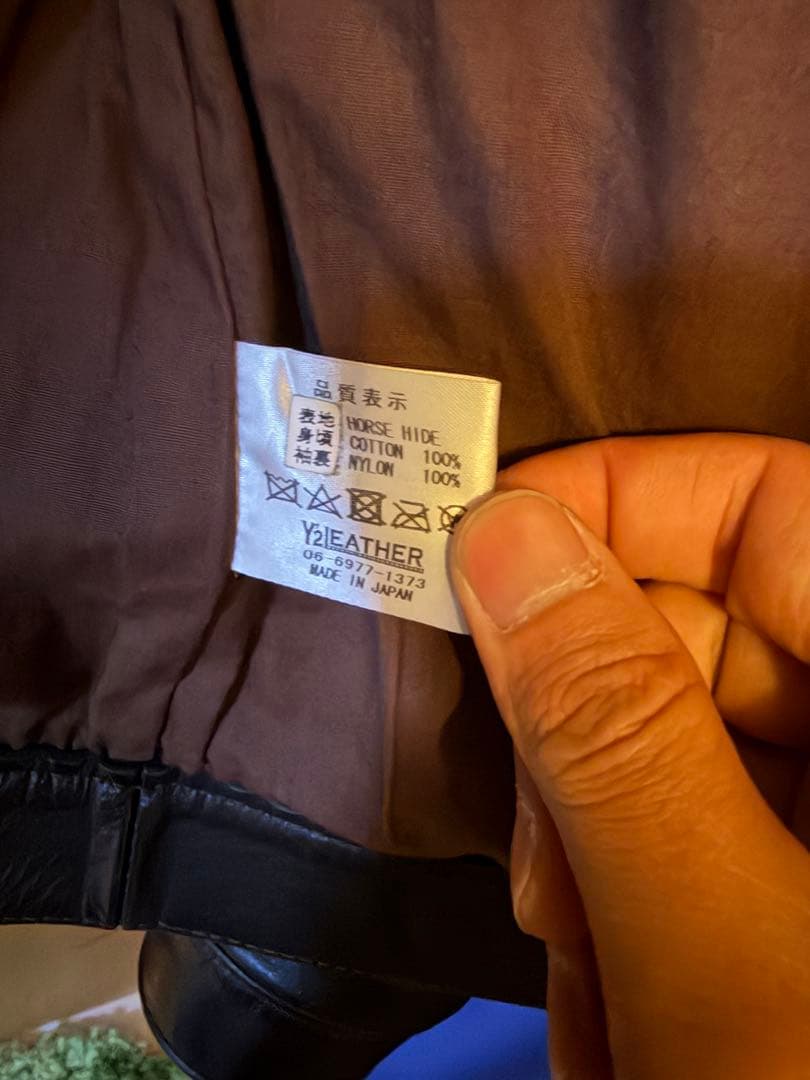 品質表示
表地 HORSE HIDE
身頃 COTTON 100%
袖裏 NYLON 100%
Y'2 LEATHER
06-6977-1373
MADE IN JAPAN